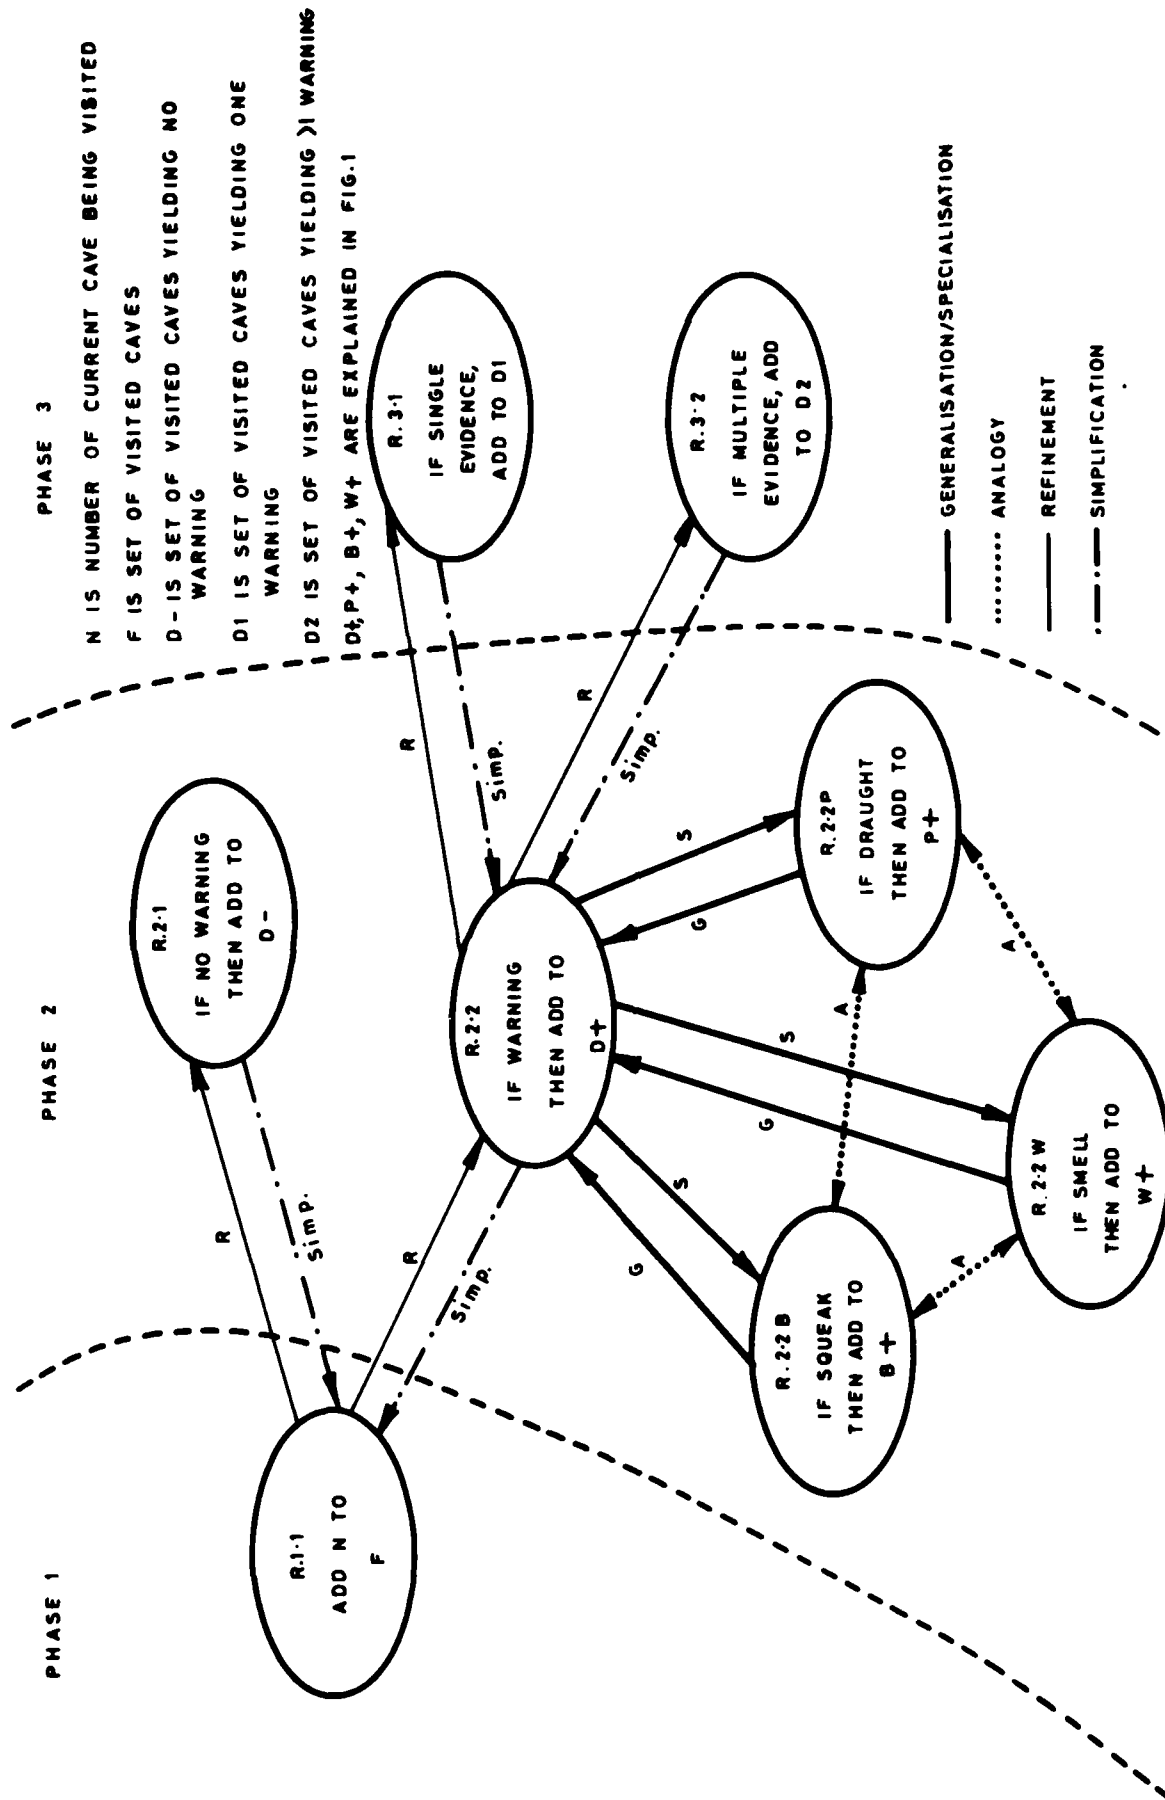 PHASE 1
PHASE 2
PHASE 3
N IS NUMBER OF CURRENT CAVE BEING VISITED
F IS SET OF VISITED CAVES
D- IS SET OF VISITED CAVES YIELDING NO
WARNING
D1 IS SET OF VISITED CAVES YIELDING ONE
WARNING
D2 IS SET OF VISITED CAVES YIELDING >1 WARNING
D+, P+, B+, W+ ARE EXPLAINED IN FIG.1
R.1.1
ADD N TO
F
R
Simp.
R
Simp.
R.2.1
IF NO WARNING
THEN ADD TO
D-
R.2.2
IF WARNING
THEN ADD TO
D+
R
Simp.
R
Simp.
R.3.1
IF SINGLE
EVIDENCE,
ADD TO D1
R.3.2
IF MULTIPLE
EVIDENCE, ADD
TO D2
G
S
G
S
G
S
R.2.2B
IF SQUEAK
THEN ADD TO
B+
A
R.2.2P
IF DRAUGHT
THEN ADD TO
P+
A
A
R.2.2W
IF SMELL
THEN ADD TO
W+
GENERALISATION/SPECIALISATION
ANALOGY
REFINEMENT
SIMPLIFICATION